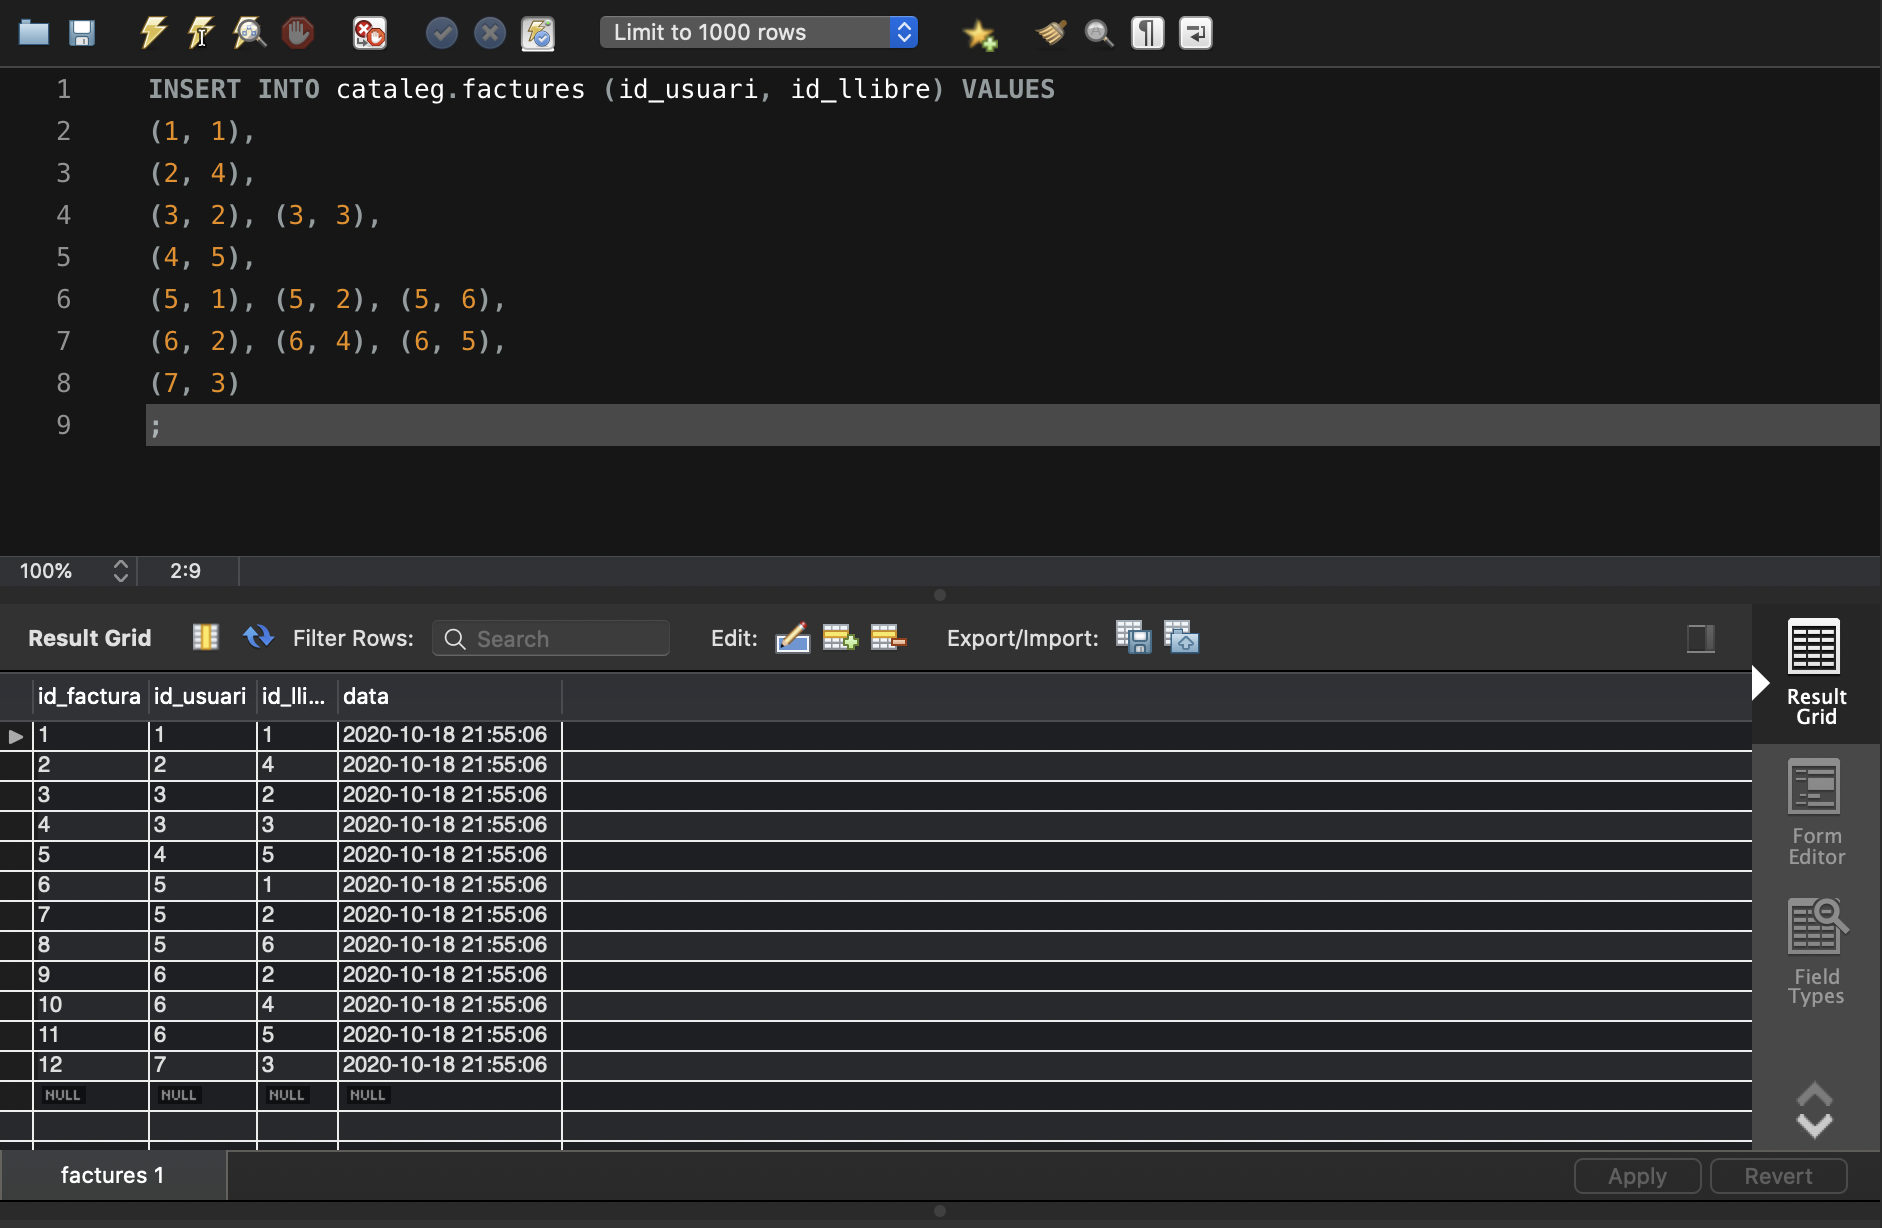 Limit to 1000 rows
1 INSERT INTO cataleg.factures (id_usuari, id_llibre) VALUES
2 (1, 1),
3 (2, 4),
4 (3, 2), (3, 3),
5 (4, 5),
6 (5, 1), (5, 2), (5, 6),
7 (6, 2), (6, 4), (6, 5),
8 (7, 3)
9 ;
100% 2:9
Result Grid Filter Rows: Search Edit: Export/Import:
id_factura id_usuari id_lli... data
1 1 1 2020-10-18 21:55:06
2 2 4 2020-10-18 21:55:06
3 3 2 2020-10-18 21:55:06
4 3 3 2020-10-18 21:55:06
5 4 5 2020-10-18 21:55:06
6 5 1 2020-10-18 21:55:06
7 5 2 2020-10-18 21:55:06
8 5 6 2020-10-18 21:55:06
9 6 2 2020-10-18 21:55:06
10 6 4 2020-10-18 21:55:06
11 6 5 2020-10-18 21:55:06
12 7 3 2020-10-18 21:55:06
NULL NULL NULL NULL
Result
Grid
Form
Editor
Field
Types
factures 1
Apply Revert